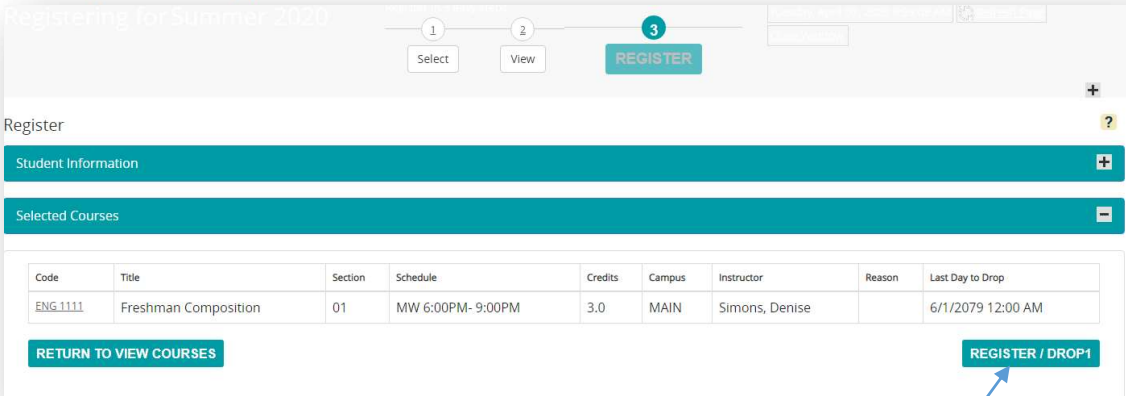 Registering for Summer 2020
1
2
3
Select
View
REGISTER
+
Register
?
Student Information
+
Selected Courses
−
Code Title Section Schedule Credits Campus Instructor Reason Last Day to Drop
ENG 1111 Freshman Composition 01 MW 6:00PM- 9:00PM 3.0 MAIN Simons, Denise 6/1/2079 12:00 AM
RETURN TO VIEW COURSES
REGISTER / DROP1